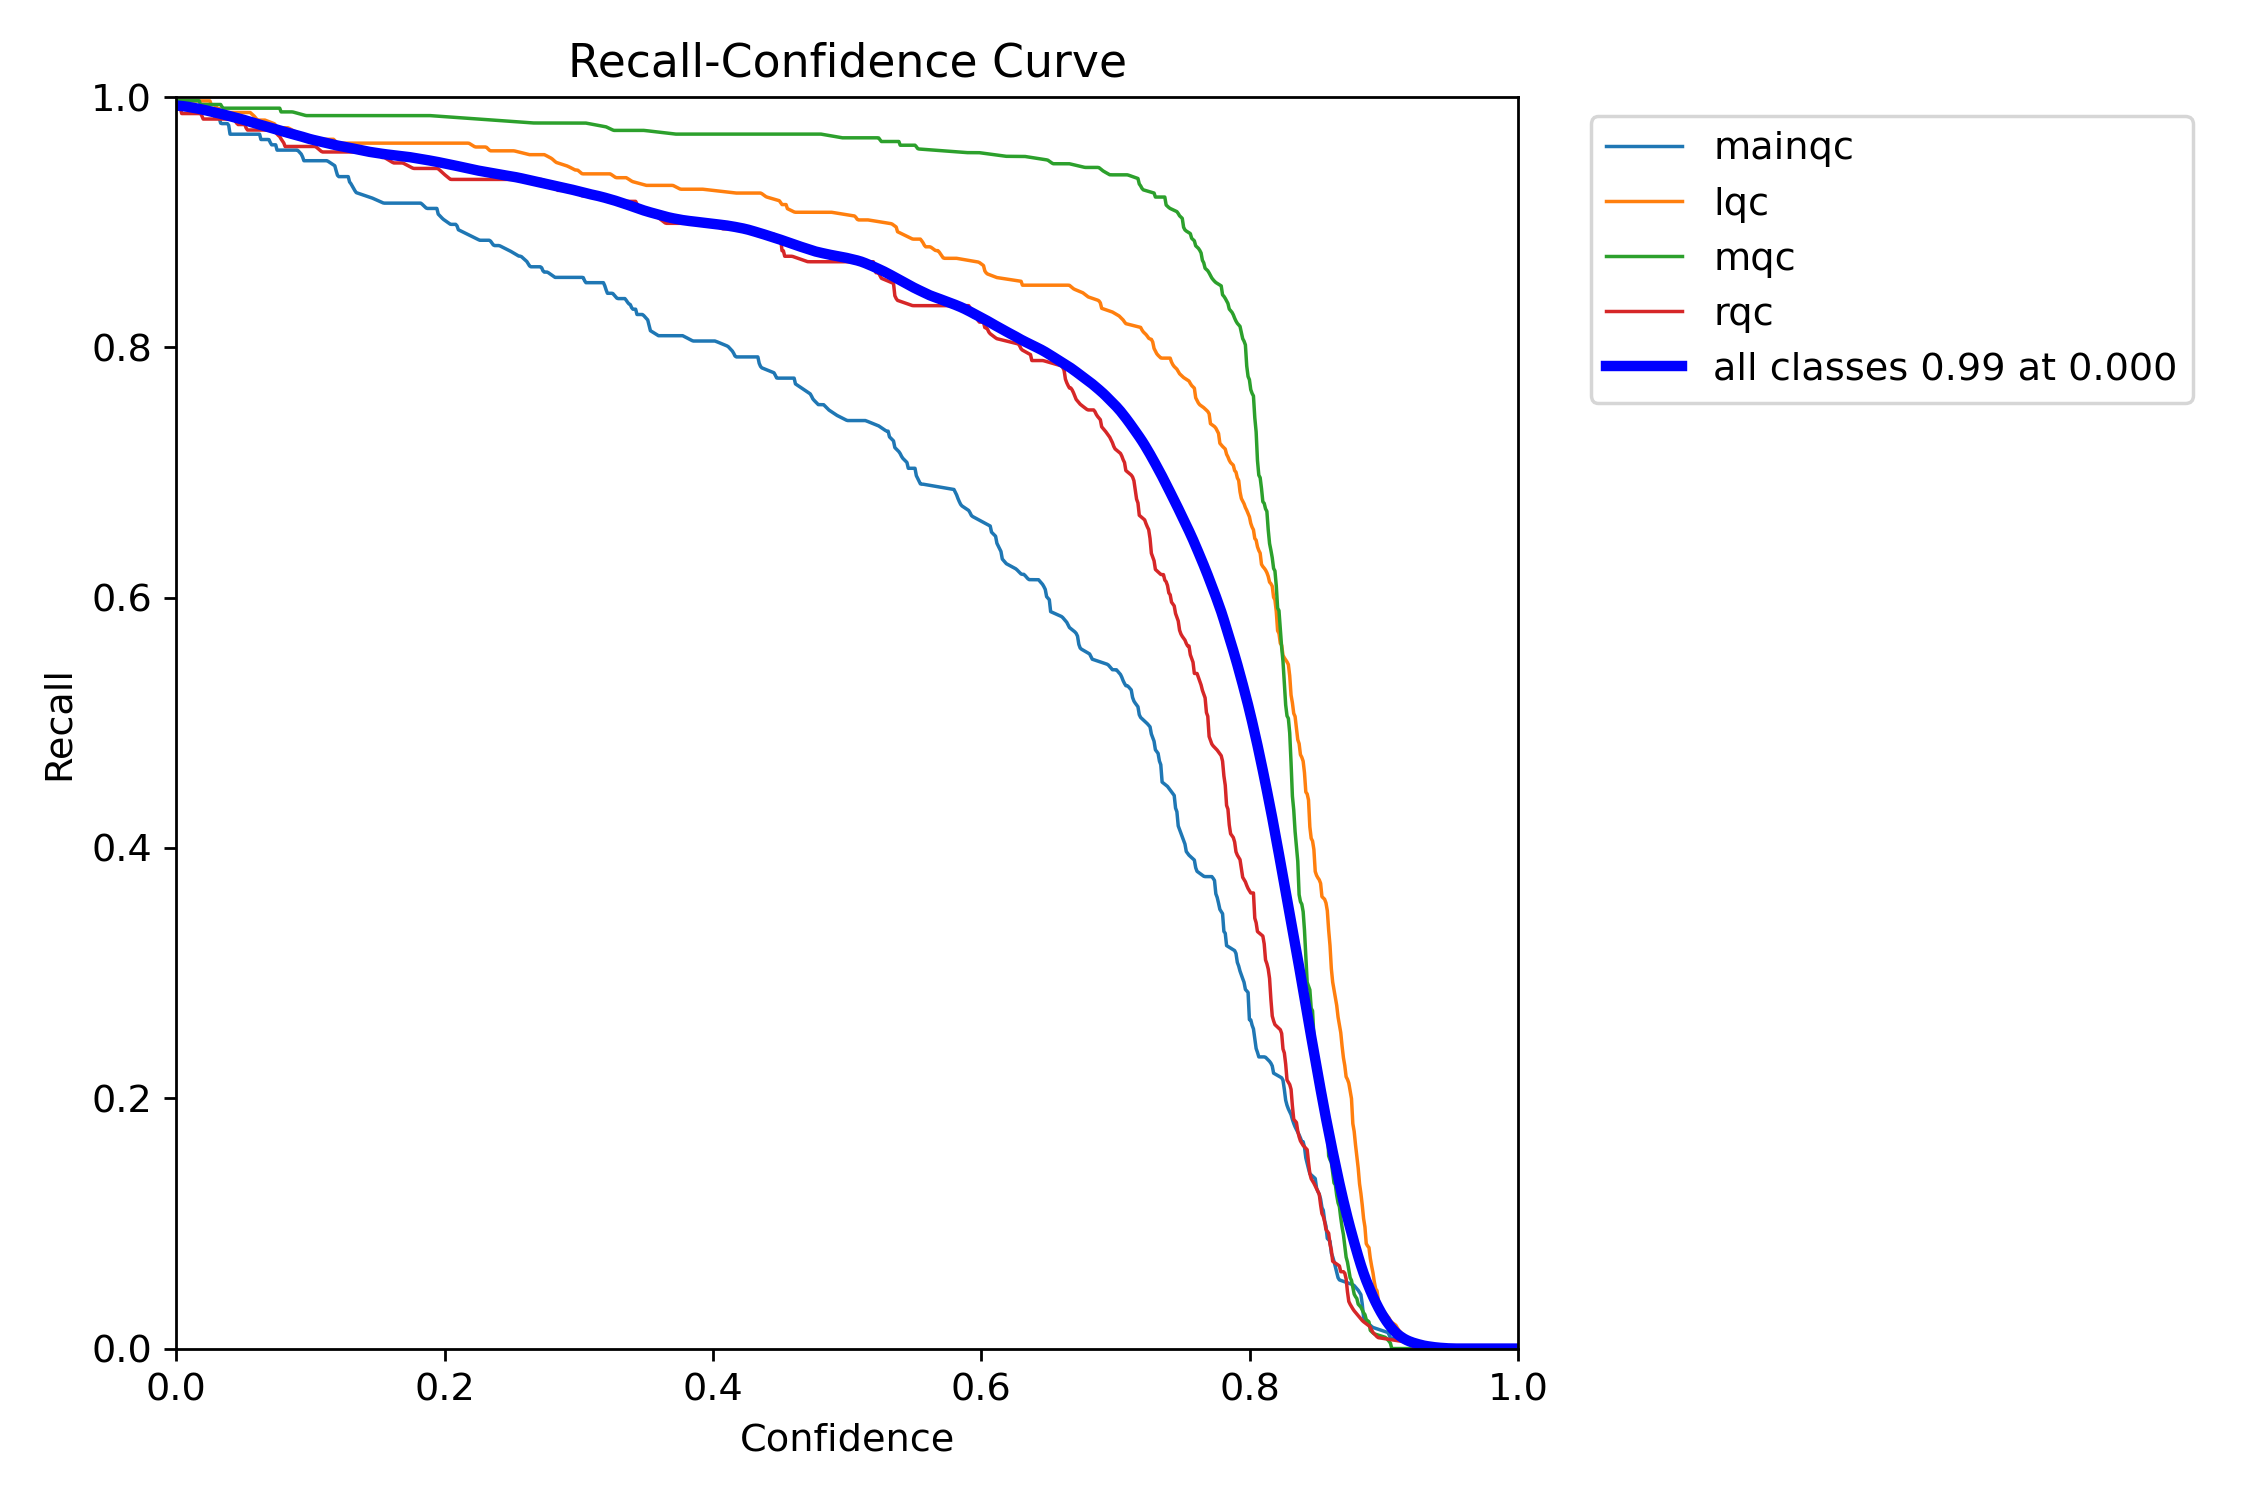 Recall-Confidence Curve
1.0
0.8
0.6
0.4
0.2
0.0
Recall
0.0 0.2 0.4 0.6 0.8 1.0
Confidence
mainqc
lqc
mqc
rqc
all classes 0.99 at 0.000